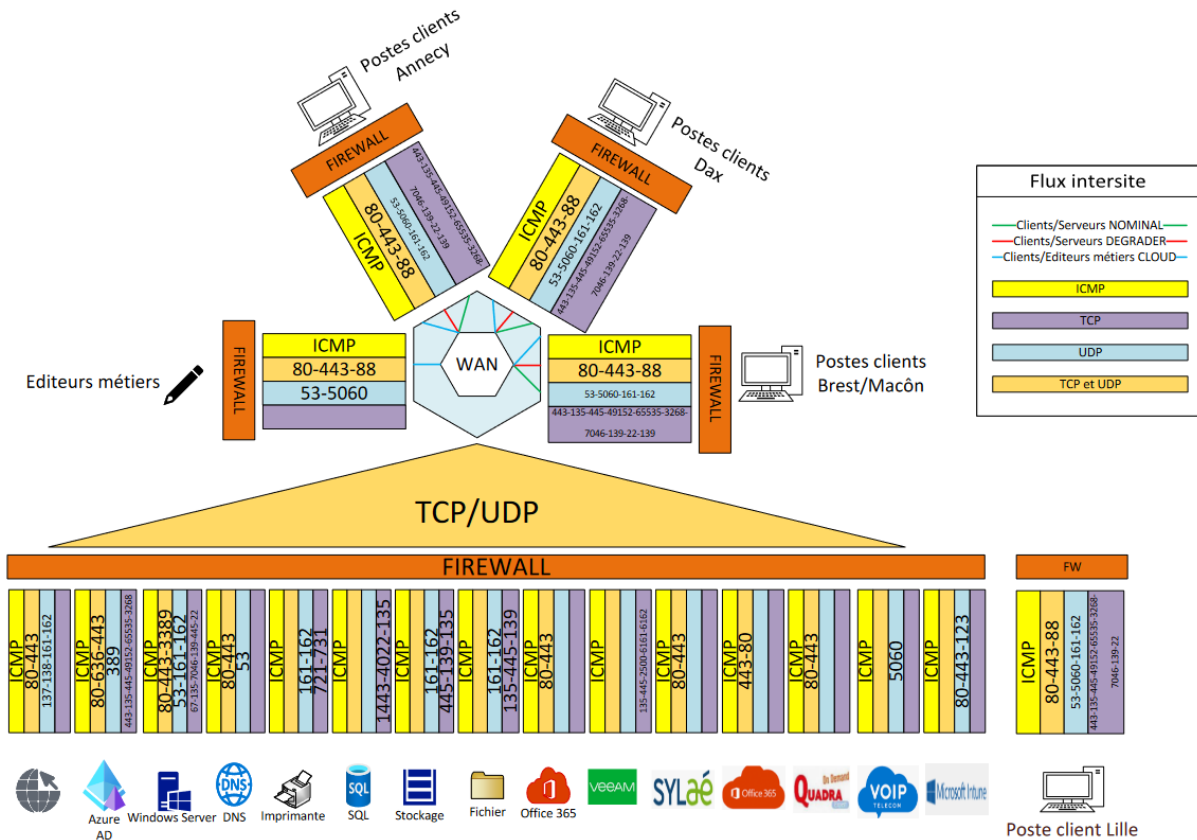 Postes clients
Annecy
FIREWALL
ICMP
80-443-88
53-5060-161-162
443-135-445-49152-65535-3268-
7046-139-22-139
Postes clients
Dax
FIREWALL
ICMP
80-443-88
53-5060-161-162
443-135-445-49152-65535-3268-
7046-139-22-139
Flux intersite
Clients/Serveurs NOMINAL
Clients/Serveurs DEGRADER
Clients/Editeurs métiers CLOUD
ICMP
TCP
UDP
TCP et UDP
Editeurs métiers
FIREWALL
ICMP
80-443-88
53-5060
WAN
ICMP
80-443-88
53-5060-161-162
443-135-445-49152-65535-3268-
7046-139-22-139
FIREWALL
Postes clients
Brest/Macôn
TCP/UDP
FIREWALL
FW
ICMP
80-443
137-138-161-162
ICMP
80-636-443
389
443-135-445-49152-65535-3268
ICMP
80-443-3389
53-161-162
67-135-7046-139-445-22
ICMP
80-443
53
ICMP
161-162
721-731
ICMP
1443-4022-135
ICMP
161-162
445-139-135
ICMP
161-162
135-445-139
ICMP
80-443
ICMP
135-445-2500-6161-6162
ICMP
80-443
ICMP
443-80
ICMP
80-443
ICMP
5060
ICMP
80-443-123
ICMP
80-443-88
53-5060-161-162
443-135-445-49152-65535-3268-
7046-139-22
Azure
AD
Windows Server
DNS
DNS
Imprimante
SQL
SQL
Stockage
Fichier
Office 365
veeAM
SYLaé
Office 365
On Demand
QUADRA
VOIP
TELECOM
Microsoft Intune
Poste client Lille